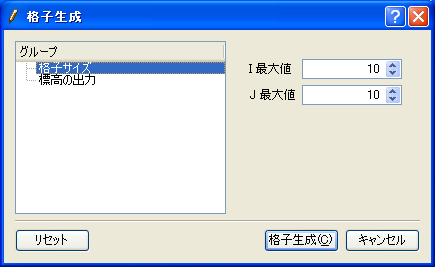 格子生成
グループ
格子サイズ
標高の出力
I 最大値 10
J 最大値 10
リセット
格子生成(C) キャンセル